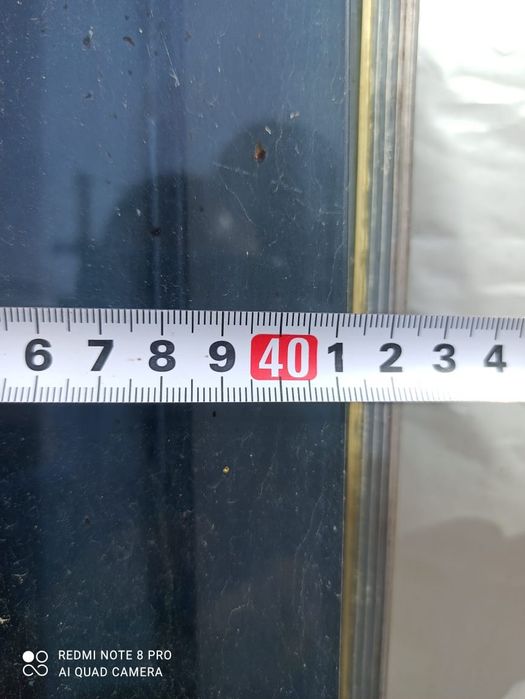 6 7 8 9 40 1 2 3 4
REDMI NOTE 8 PRO
AI QUAD CAMERA